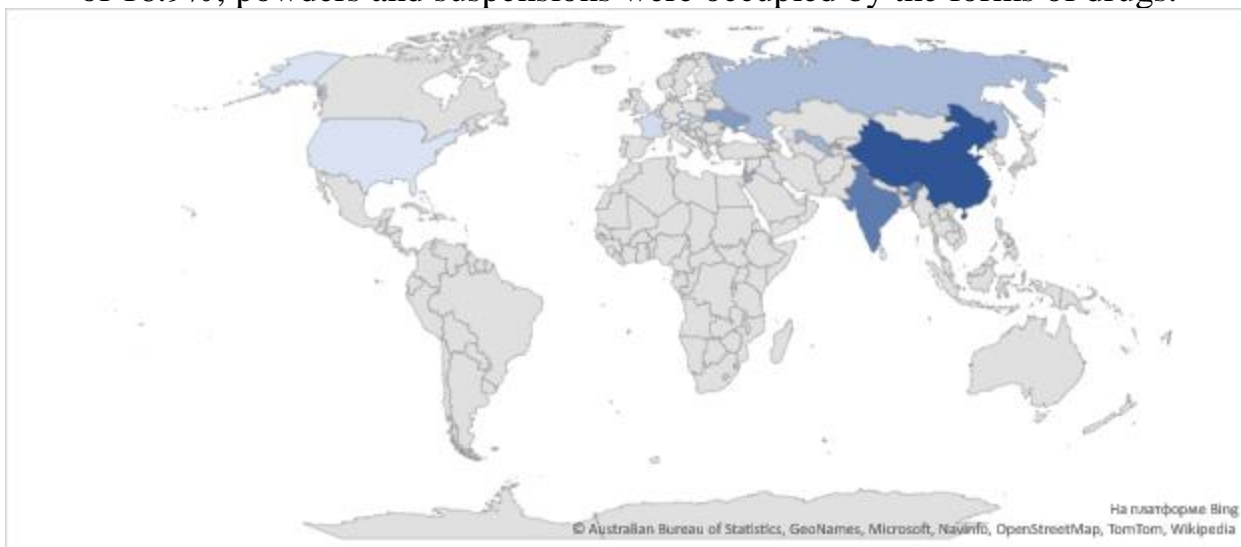 of 18.9%, powders and suspensions were occupied by the forms of drugs.
На платформе Bing
© Australian Bureau of Statistics, GeoNames, Microsoft, Navinfo, OpenStreetMap, TomTom, Wikipedia